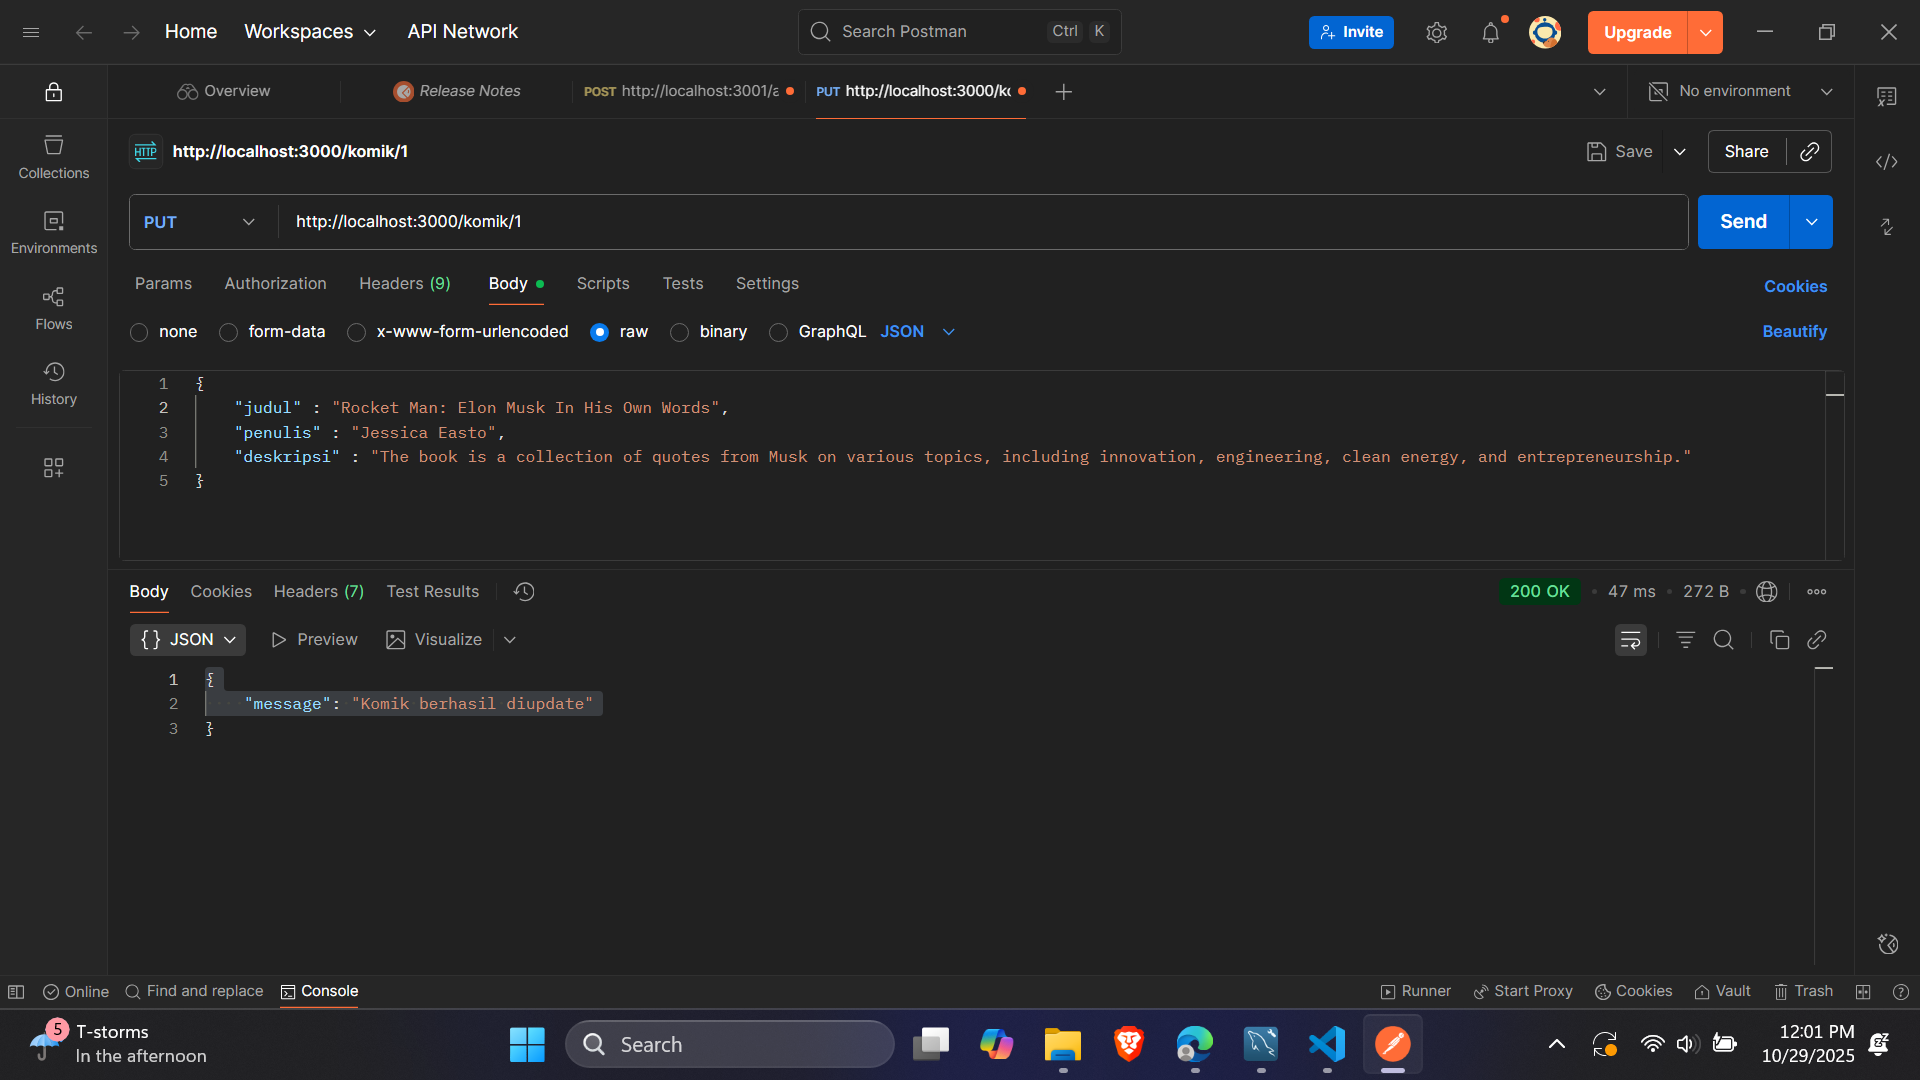 Home Workspaces API Network Search Postman Ctrl K Invite Upgrade
Overview Release Notes POST http://localhost:3001/a PUT http://localhost:3000/ko No environment
HTTP http://localhost:3000/komik/1 Save Share
PUT http://localhost:3000/komik/1 Send
Params Authorization Headers (9) Body Scripts Tests Settings Cookies
none form-data x-www-form-urlencoded raw binary GraphQL JSON Beautify
Collections
Environments
Flows
History
1 {
2 "judul" : "Rocket Man: Elon Musk In His Own Words",
3 "penulis" : "Jessica Easto",
4 "deskripsi" : "The book is a collection of quotes from Musk on various topics, including innovation, engineering, clean energy, and entrepreneurship."
5 }
Body Cookies Headers (7) Test Results 200 OK • 47 ms • 272 B
{} JSON Preview Visualize
1 {
2 "message": "Komik berhasil diupdate"
3 }
Online Find and replace Console Runner Start Proxy Cookies Vault Trash
5 T-storms
In the afternoon
Search
12:01 PM
10/29/2025